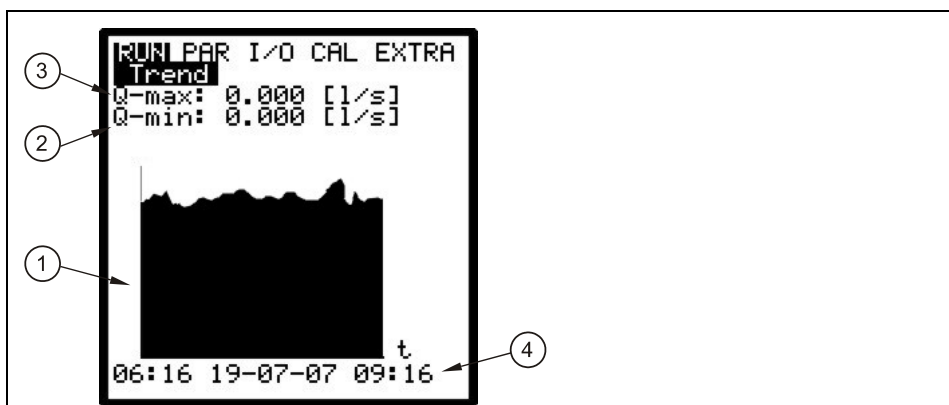 RUN PAR I/O CAL EXTRA
Trend
3
Q-max: 0.000 [l/s]
Q-min: 0.000 [l/s]
2
1
t
4
06:16 19-07-07 09:16